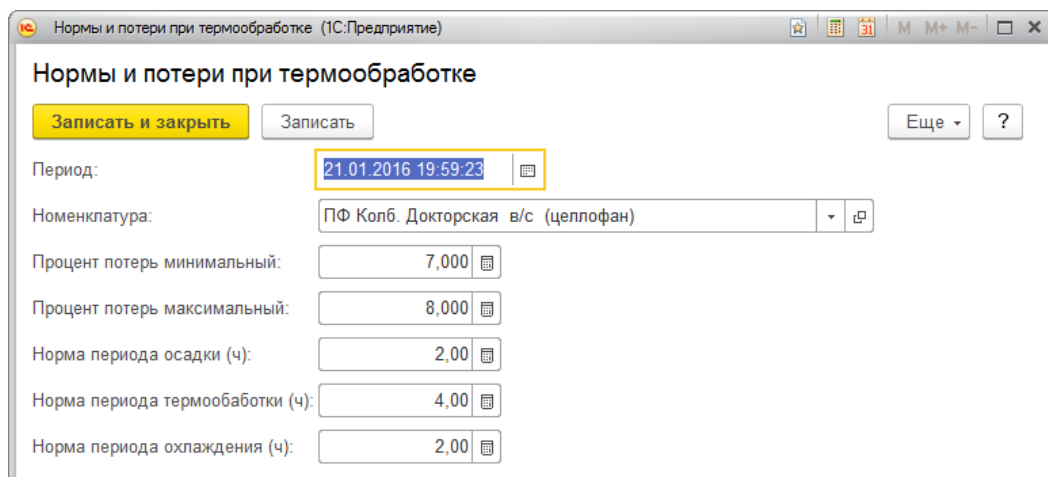 1С Нормы и потери при термообработке (1С:Предприятие) 31 M M+ M-
Нормы и потери при термообработке
Записать и закрыть Записать Еще ?
Период: 21.01.2016 19:59:23
Номенклатура: ПФ Колб. Докторская в/с (целлофан)
Процент потерь минимальный: 7,000
Процент потерь максимальный: 8,000
Норма периода осадки (ч): 2,00
Норма периода термообаботки (ч): 4,00
Норма периода охлаждения (ч): 2,00